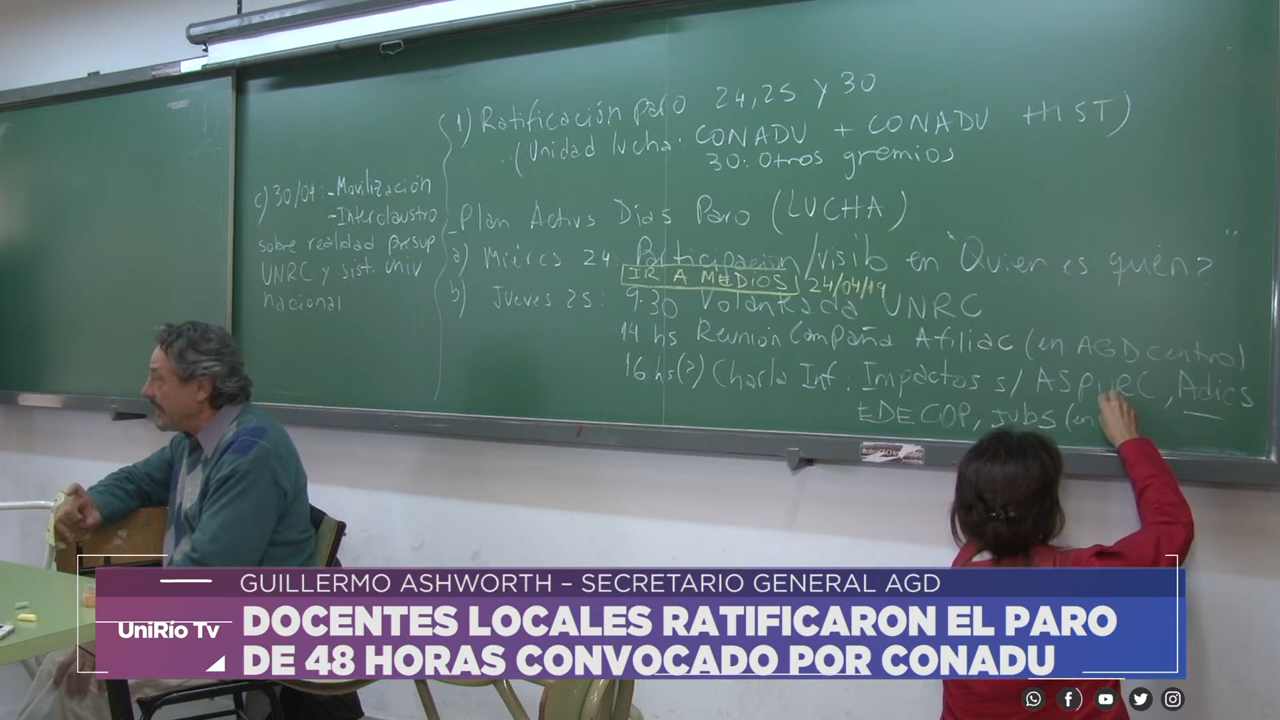 1) Ratificación paro 24, 25 y 30
(Unidad lucha. CONADU + CONADU HIST)
30: Otros gremios
c) 30/04: - Movilización
- Interclaustro
sobre realidad presup
UNRC y sist. univ
nacional
- Plan Activs Días Paro (LUCHA)
a) Miércs 24. Participación/visib en "Quien es quién?"
IR A MEDIOS 24/04/19
b) Jueves 25: 9.30 Volanteada UNRC
14 hs Reunión Campaña Afiliac (en AGD centro)
16 hs(?) Charla Inf. Impactos s/ ASPURC, Adics
EDECOP, jubs (en
GUILLERMO ASHWORTH – SECRETARIO GENERAL AGD
UniRío Tv
DOCENTES LOCALES RATIFICARON EL PARO
DE 48 HORAS CONVOCADO POR CONADU